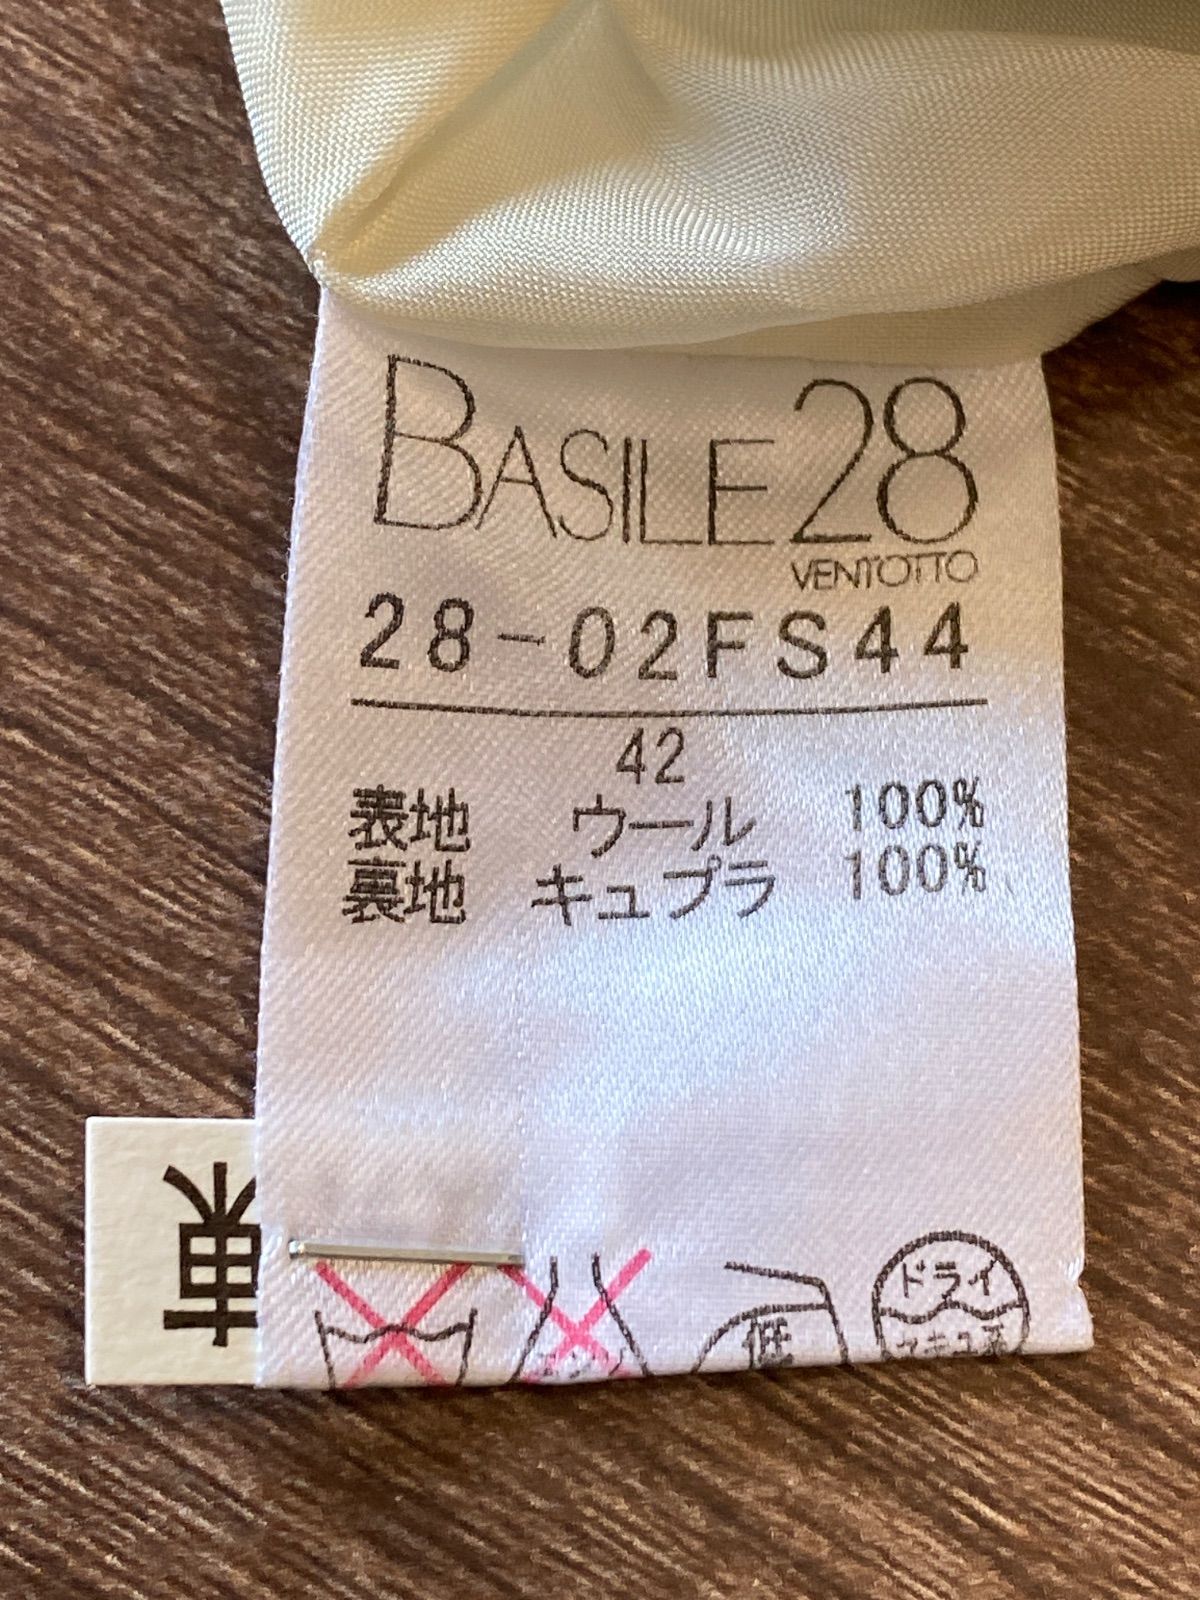 BASILE28
VENTOTTO
28-02FS44
42
表地 ウール 100%
裏地 キュプラ 100%
低
ドライ